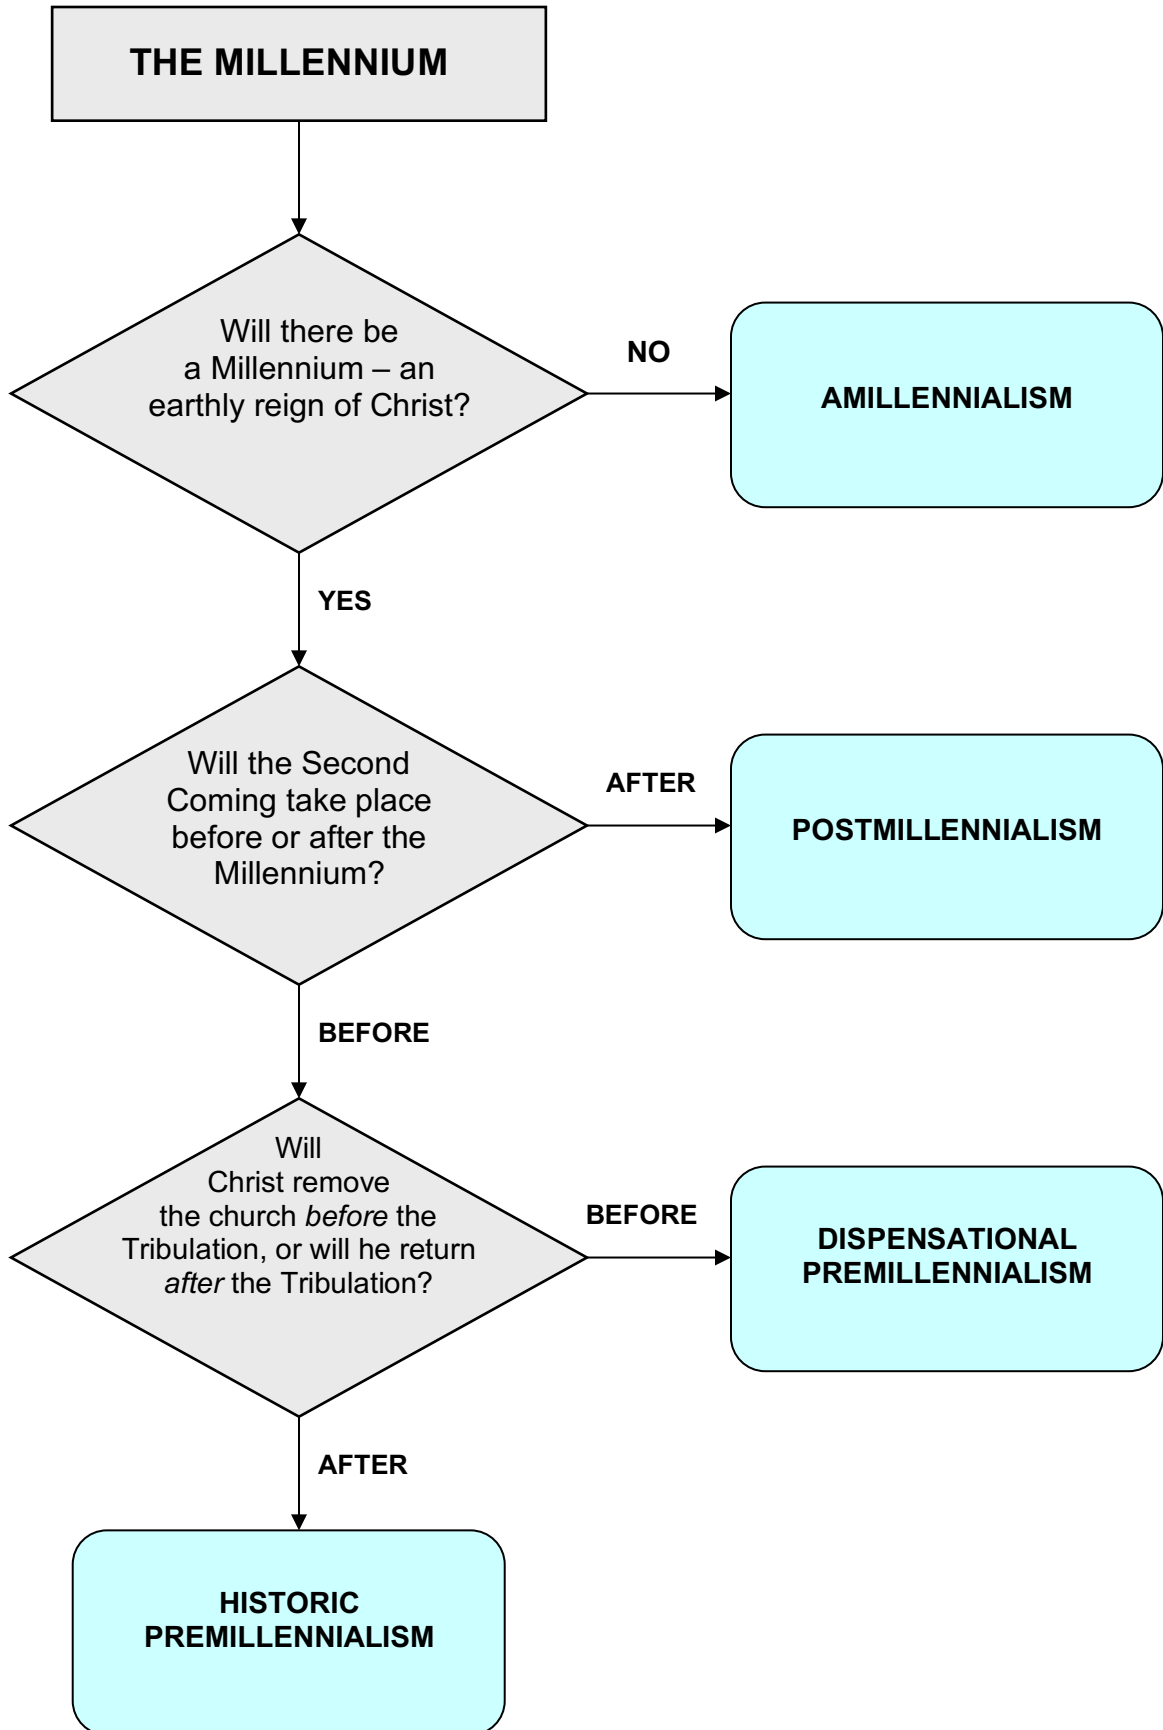 THE MILLENNIUM
Will there be
a Millennium – an
earthly reign of Christ?
NO
AMILLENNIALISM
YES
Will the Second
Coming take place
before or after the
Millennium?
AFTER
POSTMILLENNIALISM
BEFORE
Will
Christ remove
the church before the
Tribulation, or will he return
after the Tribulation?
BEFORE
DISPENSATIONAL
PREMILLENNIALISM
AFTER
HISTORIC
PREMILLENNIALISM